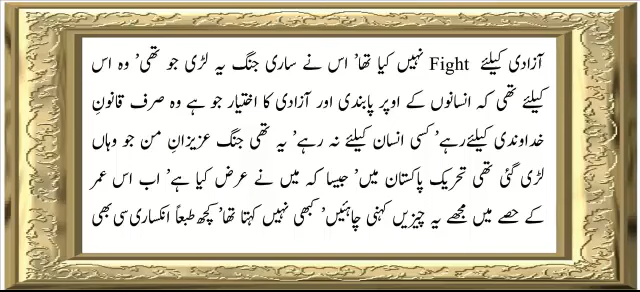 آزادی کیلئے Fight نہیں کیا تھا’ اس نے ساری جنگ یہ لڑی جو تھی’ وہ اس
کیلئے تھی کہ انسانوں کے اوپر پابندی اور آزادی کا اختیار جو ہے وہ صرف قانونِ
خداوندی کیلئے رہے’ کسی انسان کیلئے نہ رہے’ یہ تھی جنگ عزیزانِ من جو وہاں
لڑی گئی تھی تحریک پاکستان میں’ جیسا کہ میں نے عرض کیا ہے’ اب اس عمر
کے حصے میں مجھے یہ چیزیں کہنی چاہئیں’ کبھی نہیں کہتا تھا’ کچھ طبعاً انکساری سی بھی